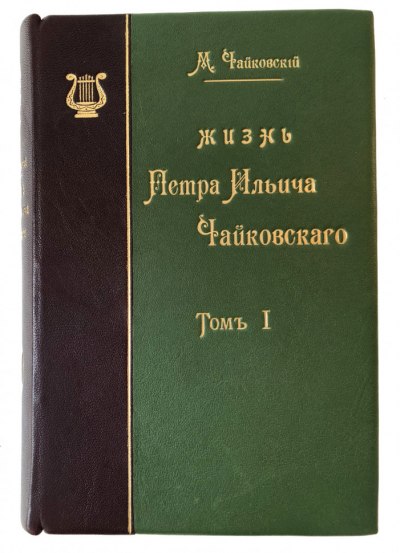 М. Чайковскій
жизнь
Петра Ильича
Чайковскаго
Томъ I